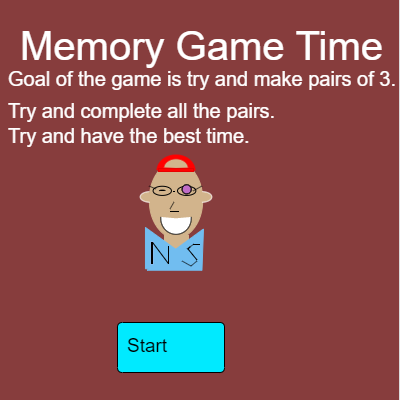 Memory Game Time
Goal of the game is try and make pairs of 3.
Try and complete all the pairs.
Try and have the best time.
N S
Start